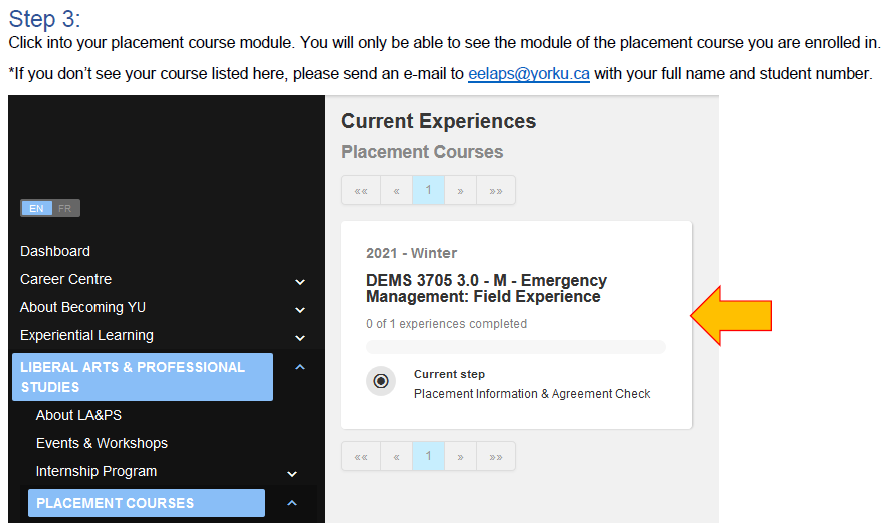 Step 3:
Click into your placement course module. You will only be able to see the module of the placement course you are enrolled in.
*If you don't see your course listed here, please send an e-mail to eelaps@yorku.ca with your full name and student number.
EN FR
Dashboard
Career Centre
About Becoming YU
Experiential Learning
LIBERAL ARTS & PROFESSIONAL
STUDIES
About LA&PS
Events & Workshops
Internship Program
PLACEMENT COURSES
Current Experiences
Placement Courses
«« « 1 » »»
2021 - Winter
DEMS 3705 3.0 - M - Emergency
Management: Field Experience
0 of 1 experiences completed
Current step
Placement Information & Agreement Check
«« « 1 » »»